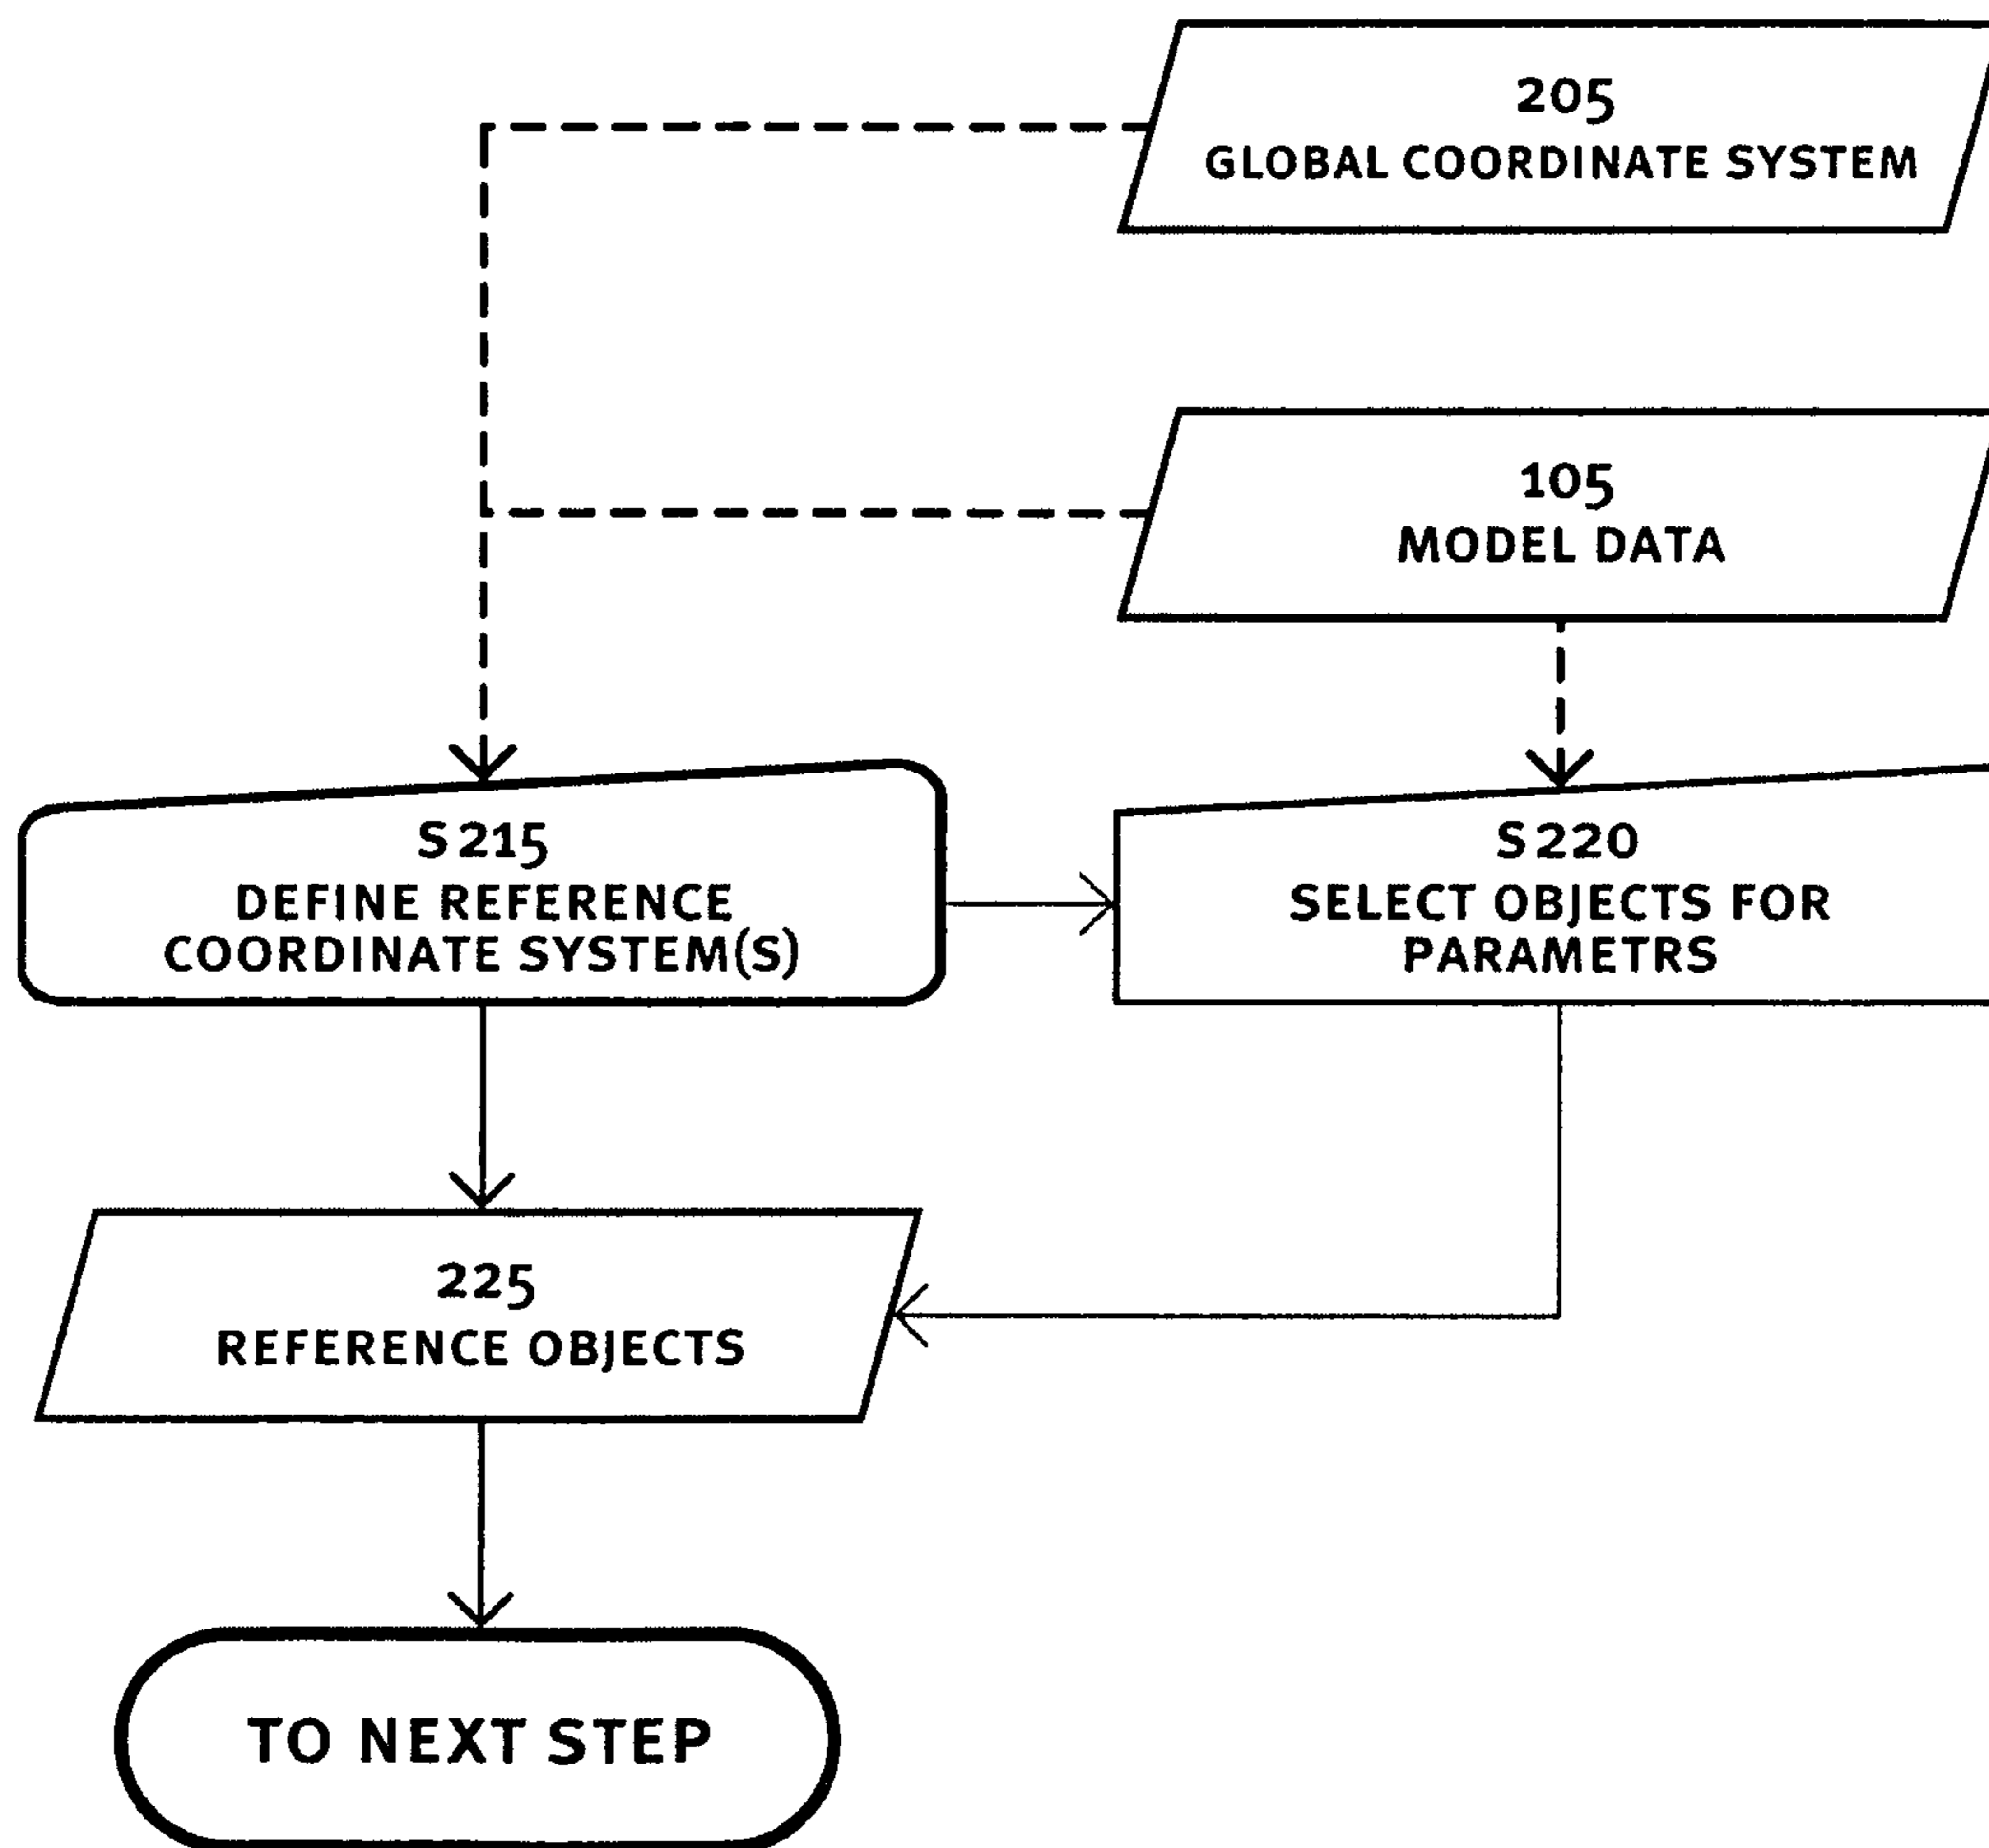 205
GLOBAL COORDINATE SYSTEM
105
MODEL DATA
S215
DEFINE REFERENCE
COORDINATE SYSTEM(S)
S220
SELECT OBJECTS FOR
PARAMETRS
225
REFERENCE OBJECTS
TO NEXT STEP